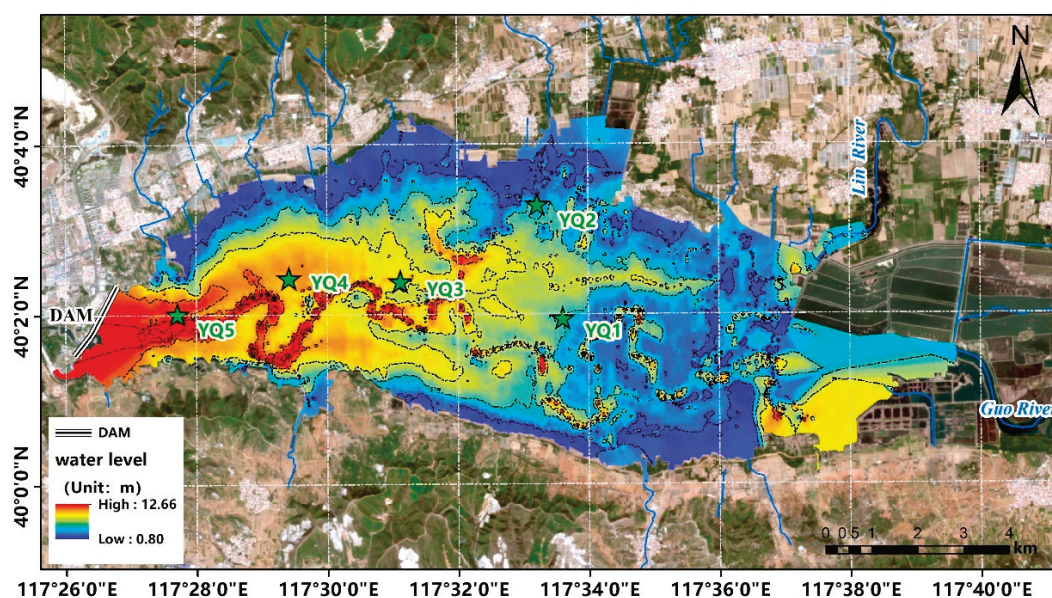 N
40°4'0"N
40°2'0"N
40°0'0"N
Lin River
YQ2
YQ4
YQ3
DAM
YQ5
YQ1
S
Guo River
DAM
water level
(Unit: m)
High : 12.66
Low : 0.80
0 0.5 1 2 3 4
km
117°26'0"E 117°28'0"E 117°30'0"E 117°32'0"E 117°34'0"E 117°36'0"E 117°38'0"E 117°40'0"E